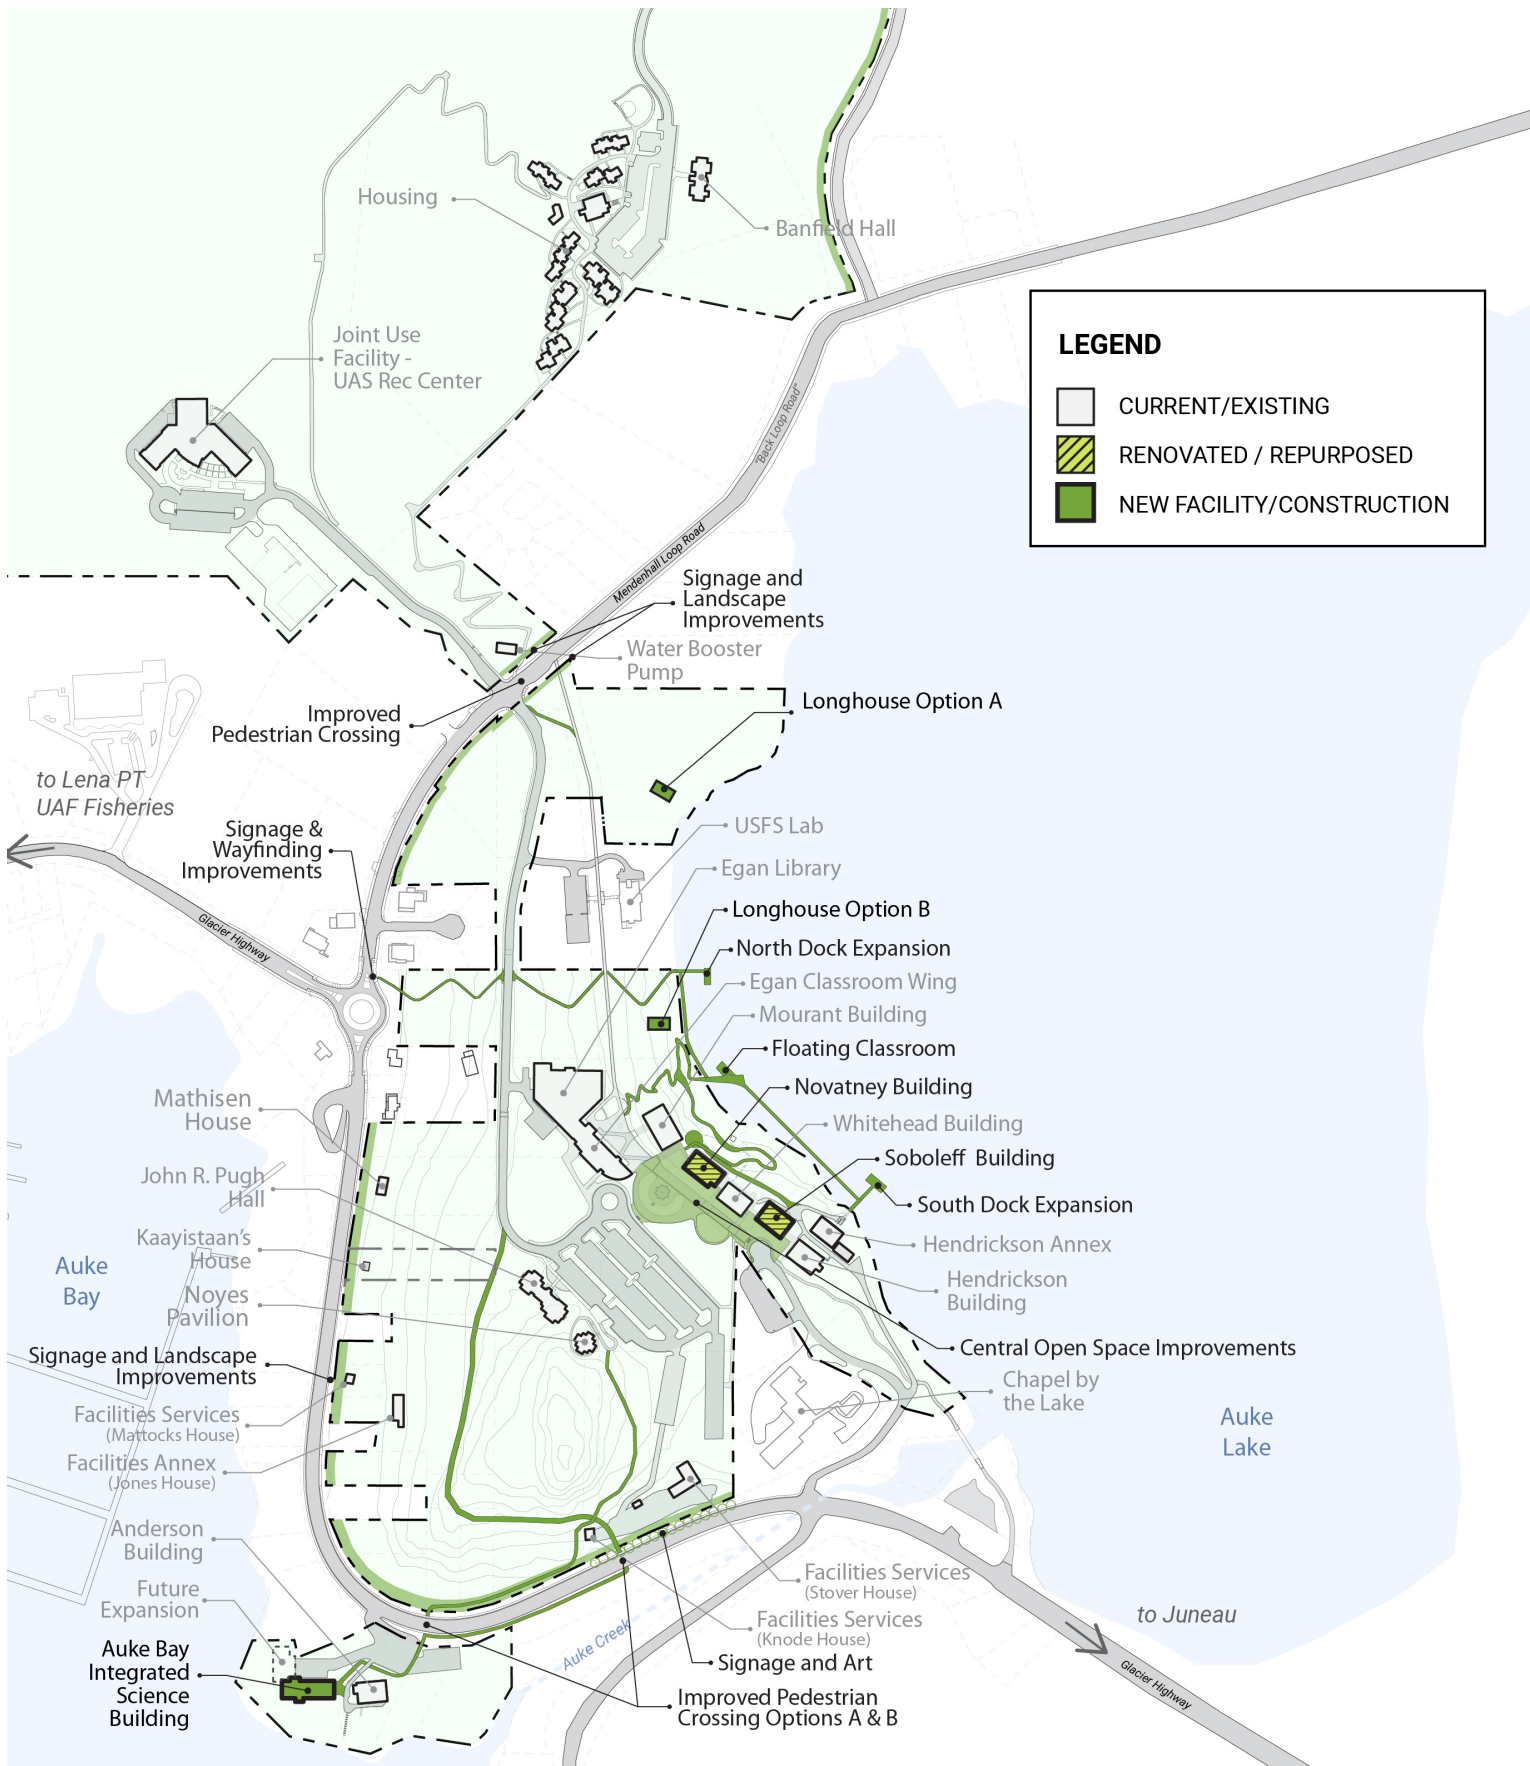 Housing
Banfield Hall
Joint Use
Facility -
UAS Rec Center
LEGEND
CURRENT/EXISTING
RENOVATED / REPURPOSED
NEW FACILITY/CONSTRUCTION
"Back Loop Road"
Mendenhall Loop Road
Signage and
Landscape
Improvements
Water Booster
Pump
Longhouse Option A
Improved
Pedestrian Crossing
to Lena PT
UAF Fisheries
Signage &
Wayfinding
Improvements
USFS Lab
Egan Library
Longhouse Option B
North Dock Expansion
Glacier Highway
Egan Classroom Wing
Mourant Building
Floating Classroom
Novatney Building
Mathisen
House
Whitehead Building
Soboleff Building
John R. Pugh
Hall
South Dock Expansion
Kaayistaan's
House
Hendrickson Annex
Auke
Bay
Hendrickson
Building
Noyes
Pavilion
Central Open Space Improvements
Signage and Landscape
Improvements
Chapel by
the Lake
Facilities Services
(Mattocks House)
Auke
Lake
Facilities Annex
(Jones House)
Anderson
Building
Future
Expansion
Facilities Services
(Stover House)
Facilities Services
(Knode House)
to Juneau
Auke Creek
Auke Bay
Integrated
Science
Building
Signage and Art
Improved Pedestrian
Crossing Options A & B
Glacier Highway